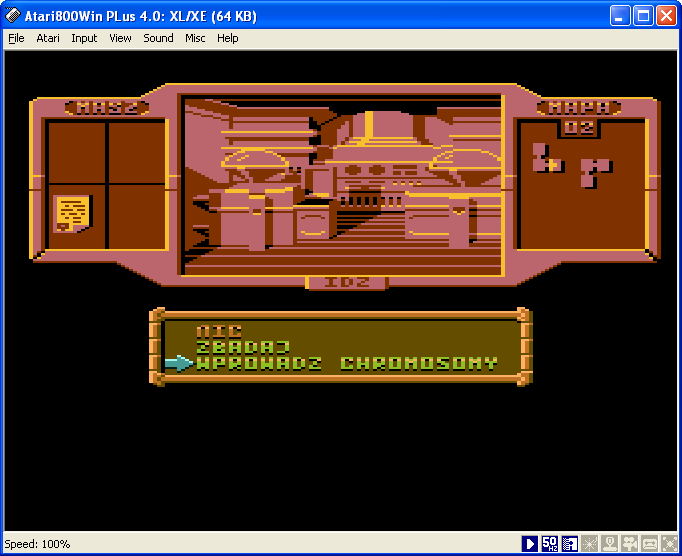 Atari800Win PLus 4.0: XL/XE (64 KB)
File Atari Input View Sound Misc Help
MASZ
MAPA
02
IDZ
NIC
ZBADAJ
WPROWADZ CHROMOSOMY
Speed: 100%
50 HZ